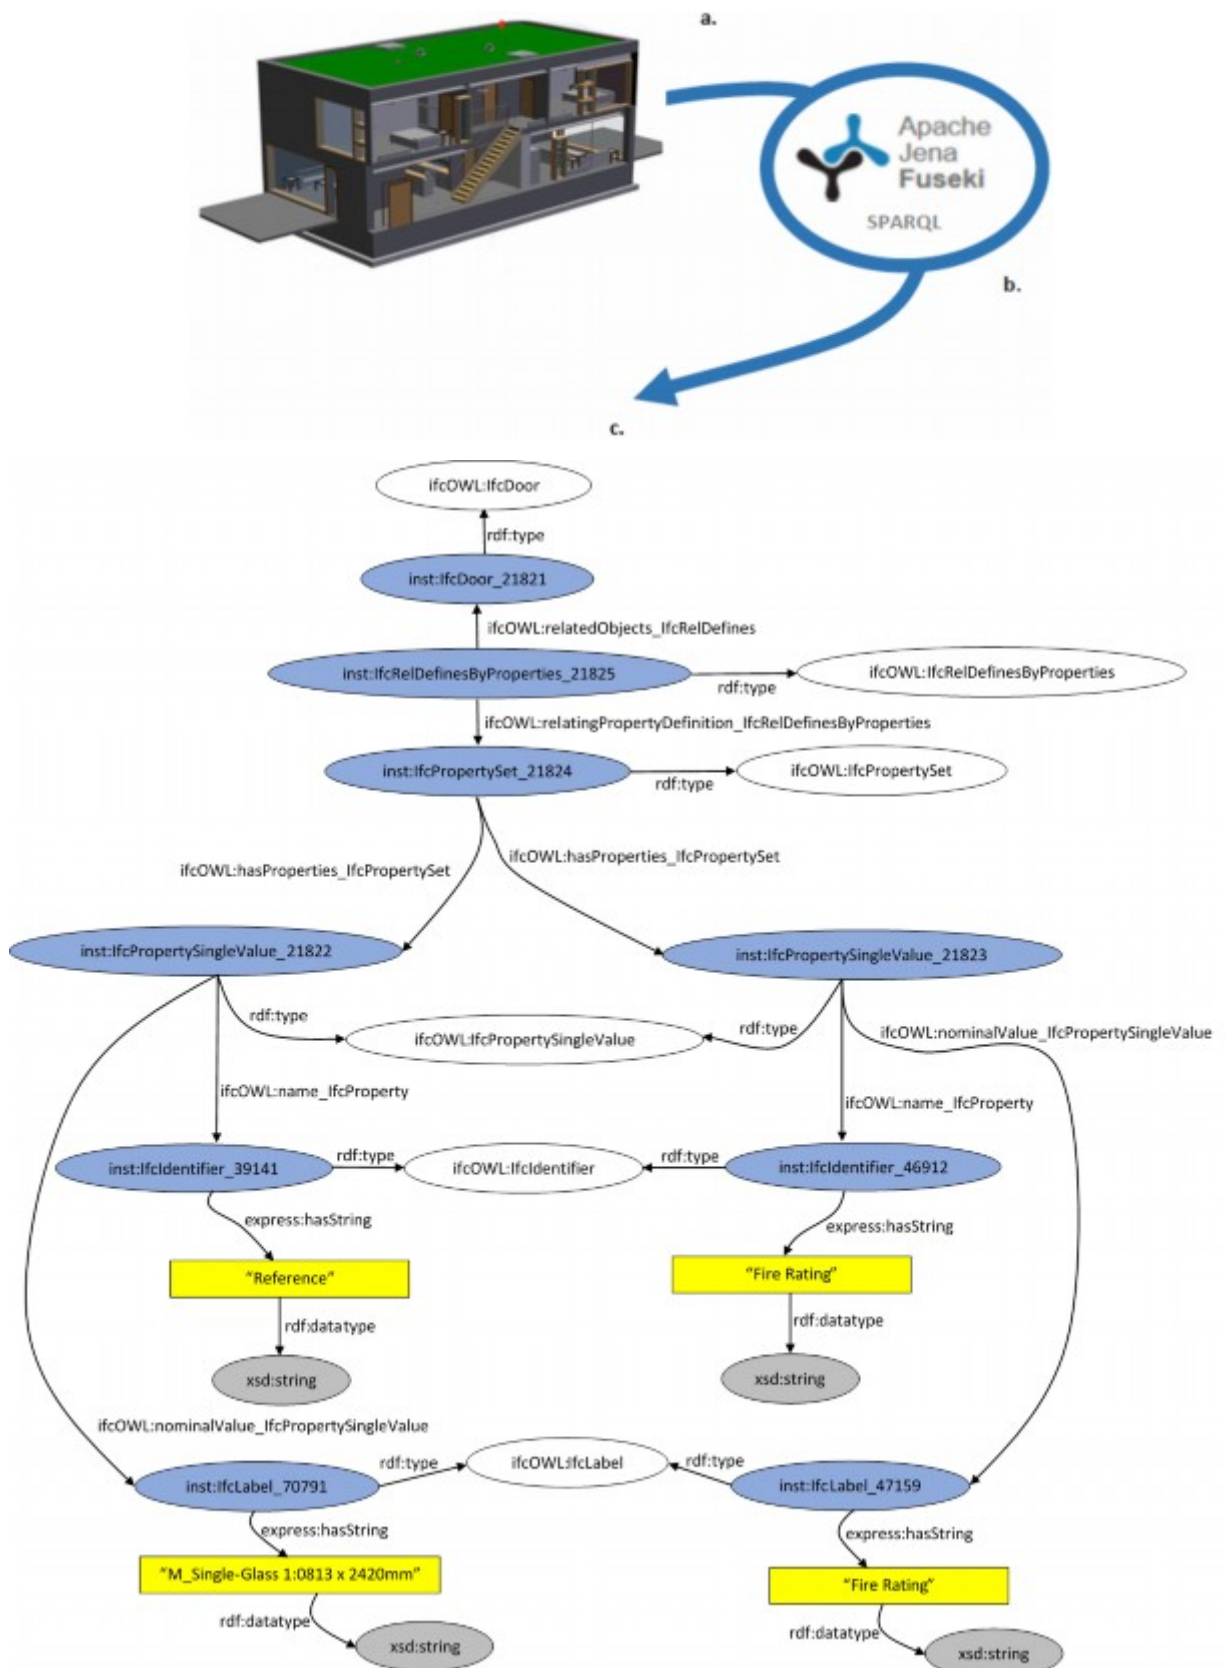 a.
Apache
Jena
Fuseki
SPARQL
b.
c.
ifcOWL:IfcDoor
rdf:type
inst:IfcDoor_21821
ifcOWL:relatedObjects_IfcRelDefines
inst:IfcRelDefinesByProperties_21825
rdf:type
ifcOWL:IfcRelDefinesByProperties
ifcOWL:relatingPropertyDefinition_IfcRelDefinesByProperties
inst:IfcPropertySet_21824
rdf:type
ifcOWL:IfcPropertySet
ifcOWL:hasProperties_IfcPropertySet
ifcOWL:hasProperties_IfcPropertySet
inst:IfcPropertySingleValue_21822
inst:IfcPropertySingleValue_21823
rdf:type
ifcOWL:IfcPropertySingleValue
rdf:type
ifcOWL:nominalValue_IfcPropertySingleValue
ifcOWL:name_IfcProperty
ifcOWL:name_IfcProperty
inst:IfcIdentifier_39141
rdf:type
ifcOWL:IfcIdentifier
rdf:type
inst:IfcIdentifier_46912
express:hasString
express:hasString
"Reference"
"Fire Rating"
rdf:datatype
rdf:datatype
xsd:string
xsd:string
ifcOWL:nominalValue_IfcPropertySingleValue
inst:IfcLabel_70791
rdf:type
ifcOWL:IfcLabel
rdf:type
inst:IfcLabel_47159
express:hasString
express:hasString
"M_Single-Glass 1:0813 x 2420mm"
"Fire Rating"
rdf:datatype
rdf:datatype
xsd:string
xsd:string